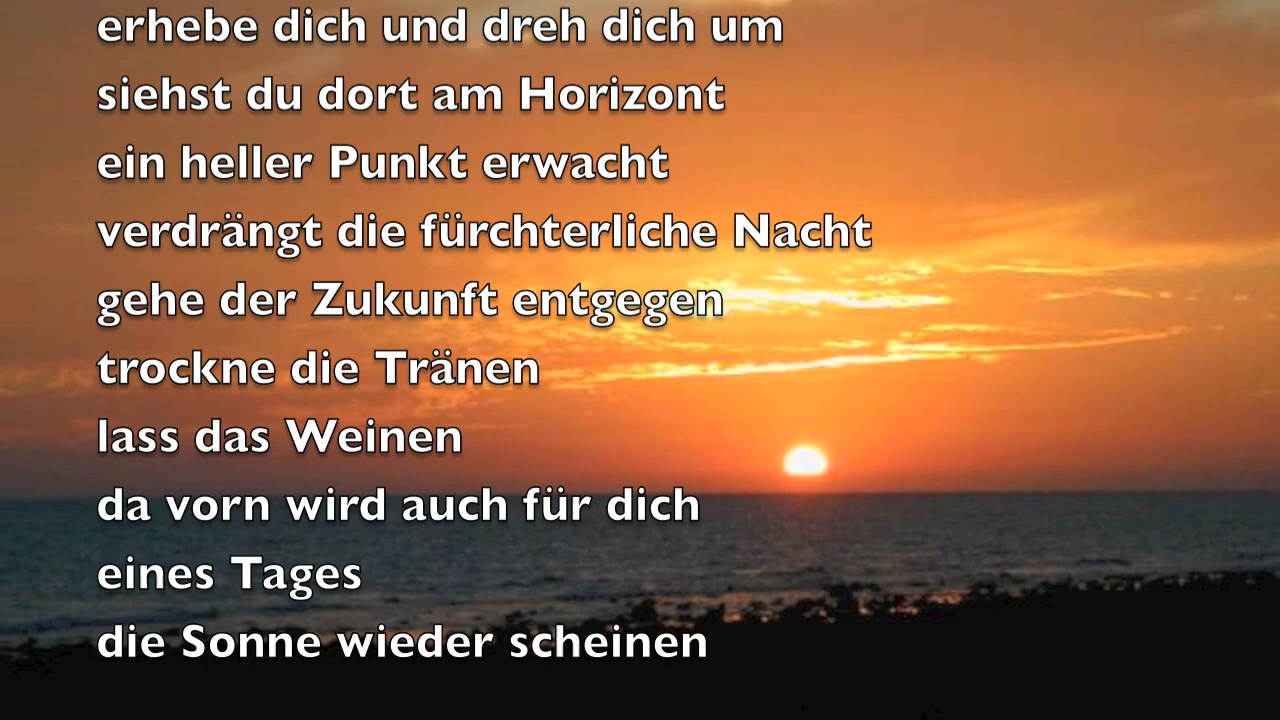 erhebe dich und dreh dich um
siehst du dort am Horizont
ein heller Punkt erwacht
verdrängt die fürchterliche Nacht
gehe der Zukunft entgegen
trockne die Tränen
lass das Weinen
da vorn wird auch für dich
eines Tages
die Sonne wieder scheinen